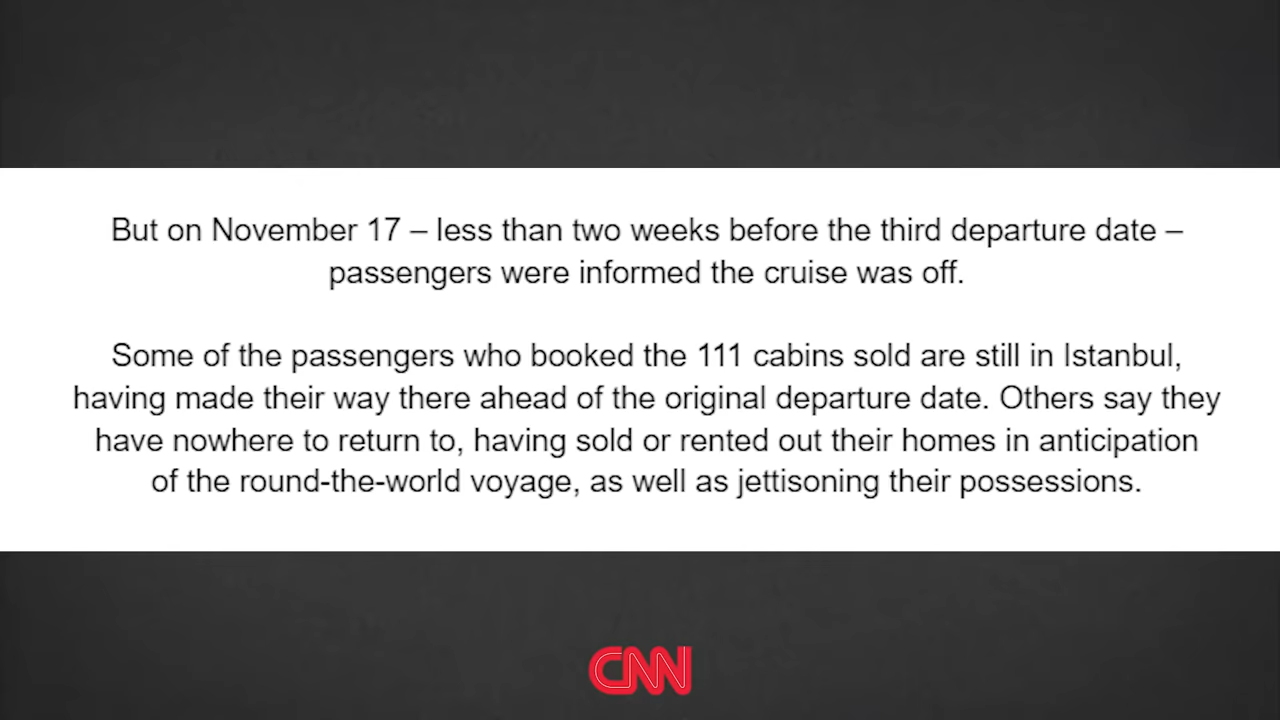 But on November 17 – less than two weeks before the third departure date –
passengers were informed the cruise was off.
Some of the passengers who booked the 111 cabins sold are still in Istanbul,
having made their way there ahead of the original departure date. Others say they
have nowhere to return to, having sold or rented out their homes in anticipation
of the round-the-world voyage, as well as jettisoning their possessions.
CNN